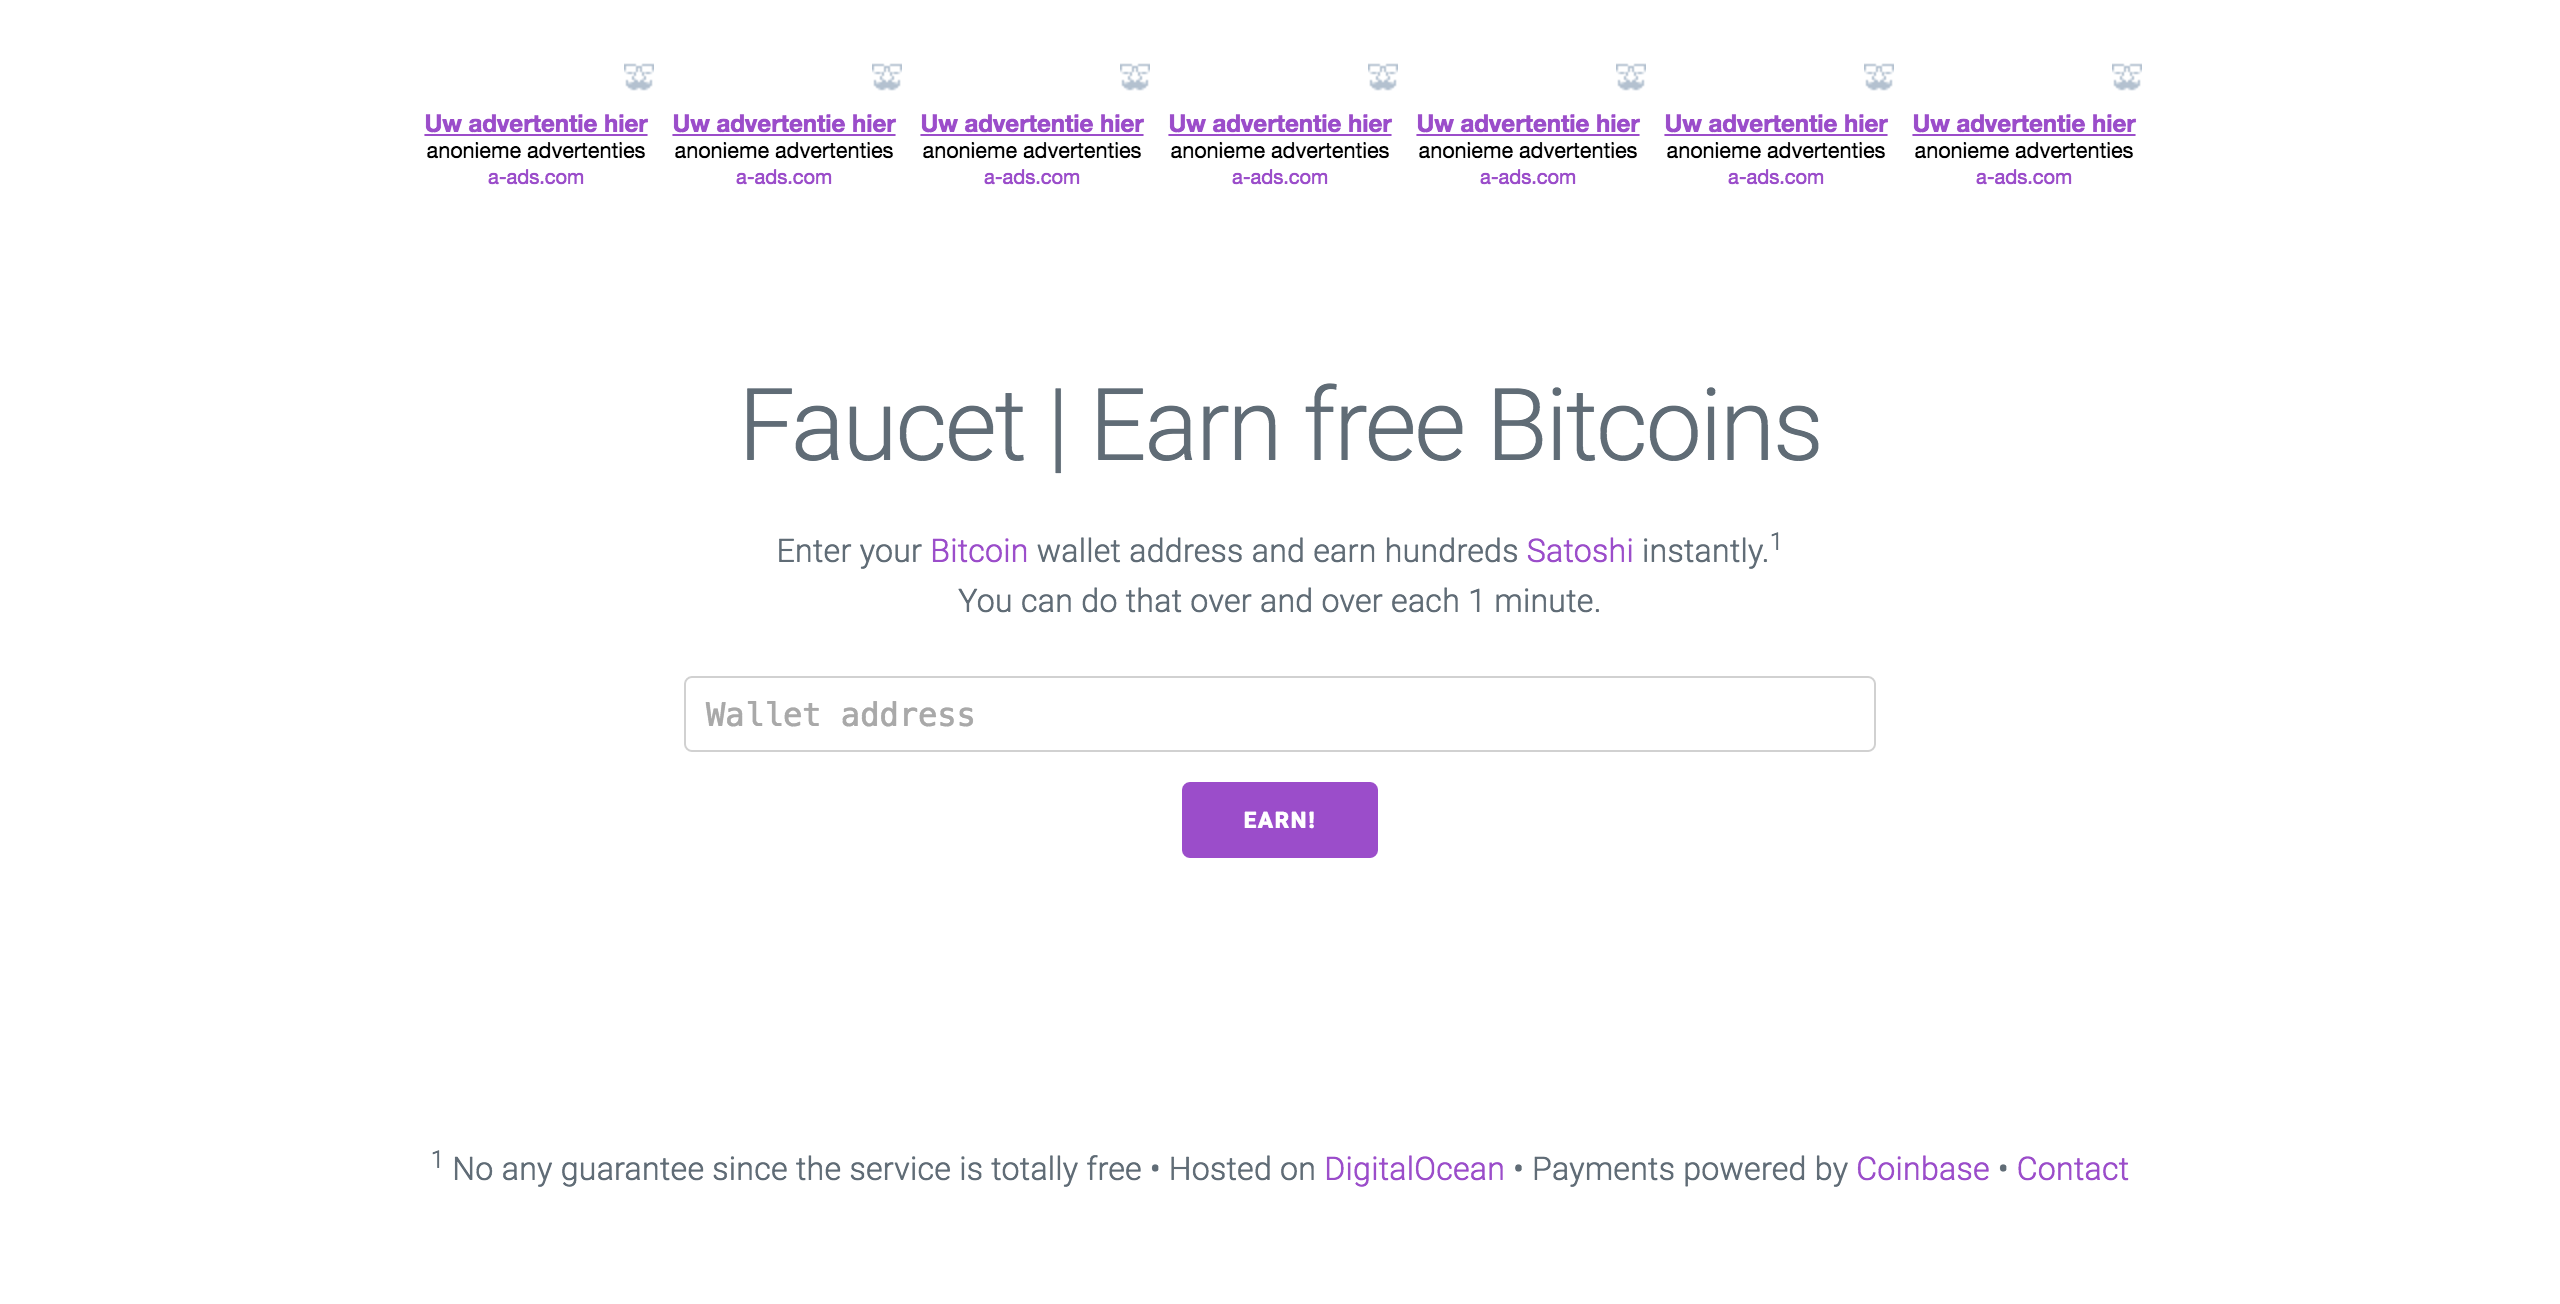 Uw advertentie hier Uw advertentie hier Uw advertentie hier Uw advertentie hier Uw advertentie hier Uw advertentie hier Uw advertentie hier
anonieme advertenties anonieme advertenties anonieme advertenties anonieme advertenties anonieme advertenties anonieme advertenties anonieme advertenties
a-ads.com a-ads.com a-ads.com a-ads.com a-ads.com a-ads.com a-ads.com
Faucet | Earn free Bitcoins
Enter your Bitcoin wallet address and earn hundreds Satoshi instantly.1
You can do that over and over each 1 minute.
Wallet address
EARN!
1 No any guarantee since the service is totally free • Hosted on DigitalOcean • Payments powered by Coinbase • Contact